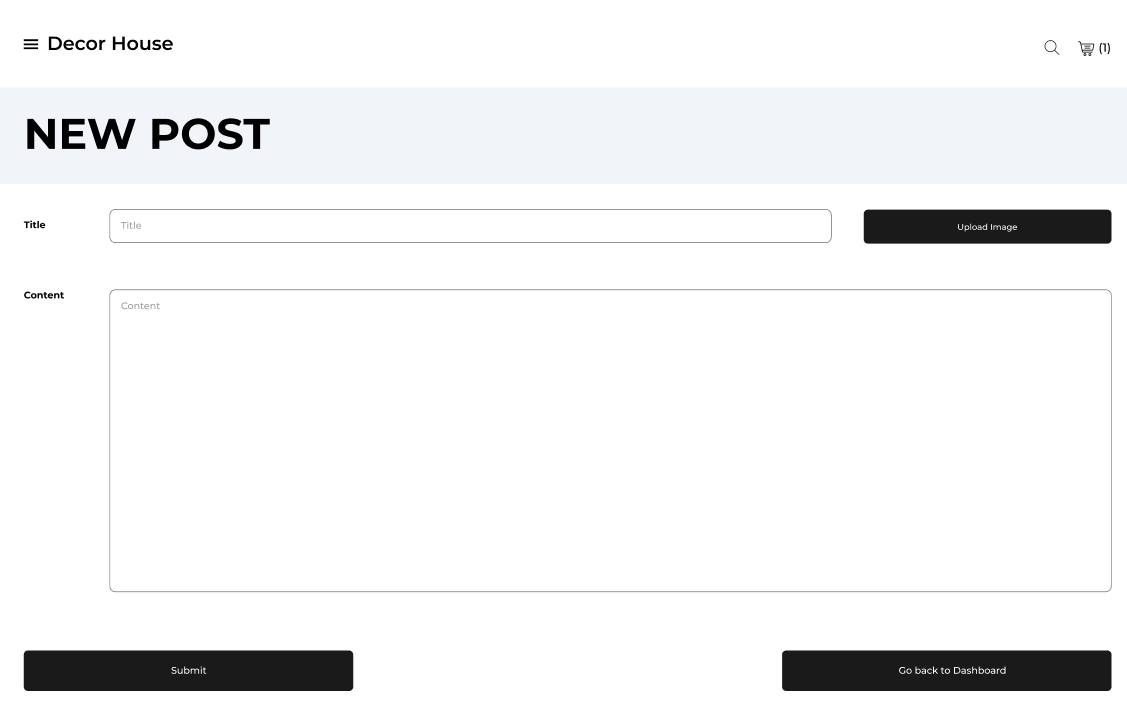 Decor House
(1)
NEW POST
Title
Title
Upload Image
Content
Content
Submit
Go back to Dashboard